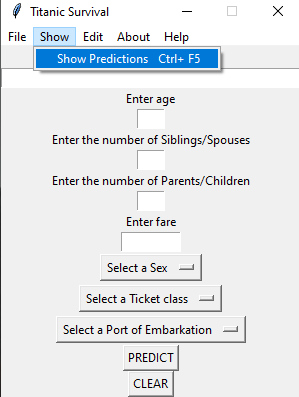 Titanic Survival
File Show Edit About Help
Show Predictions Ctrl+ F5
Enter age
Enter the number of Siblings/Spouses
Enter the number of Parents/Children
Enter fare
Select a Sex
Select a Ticket class
Select a Port of Embarkation
PREDICT
CLEAR